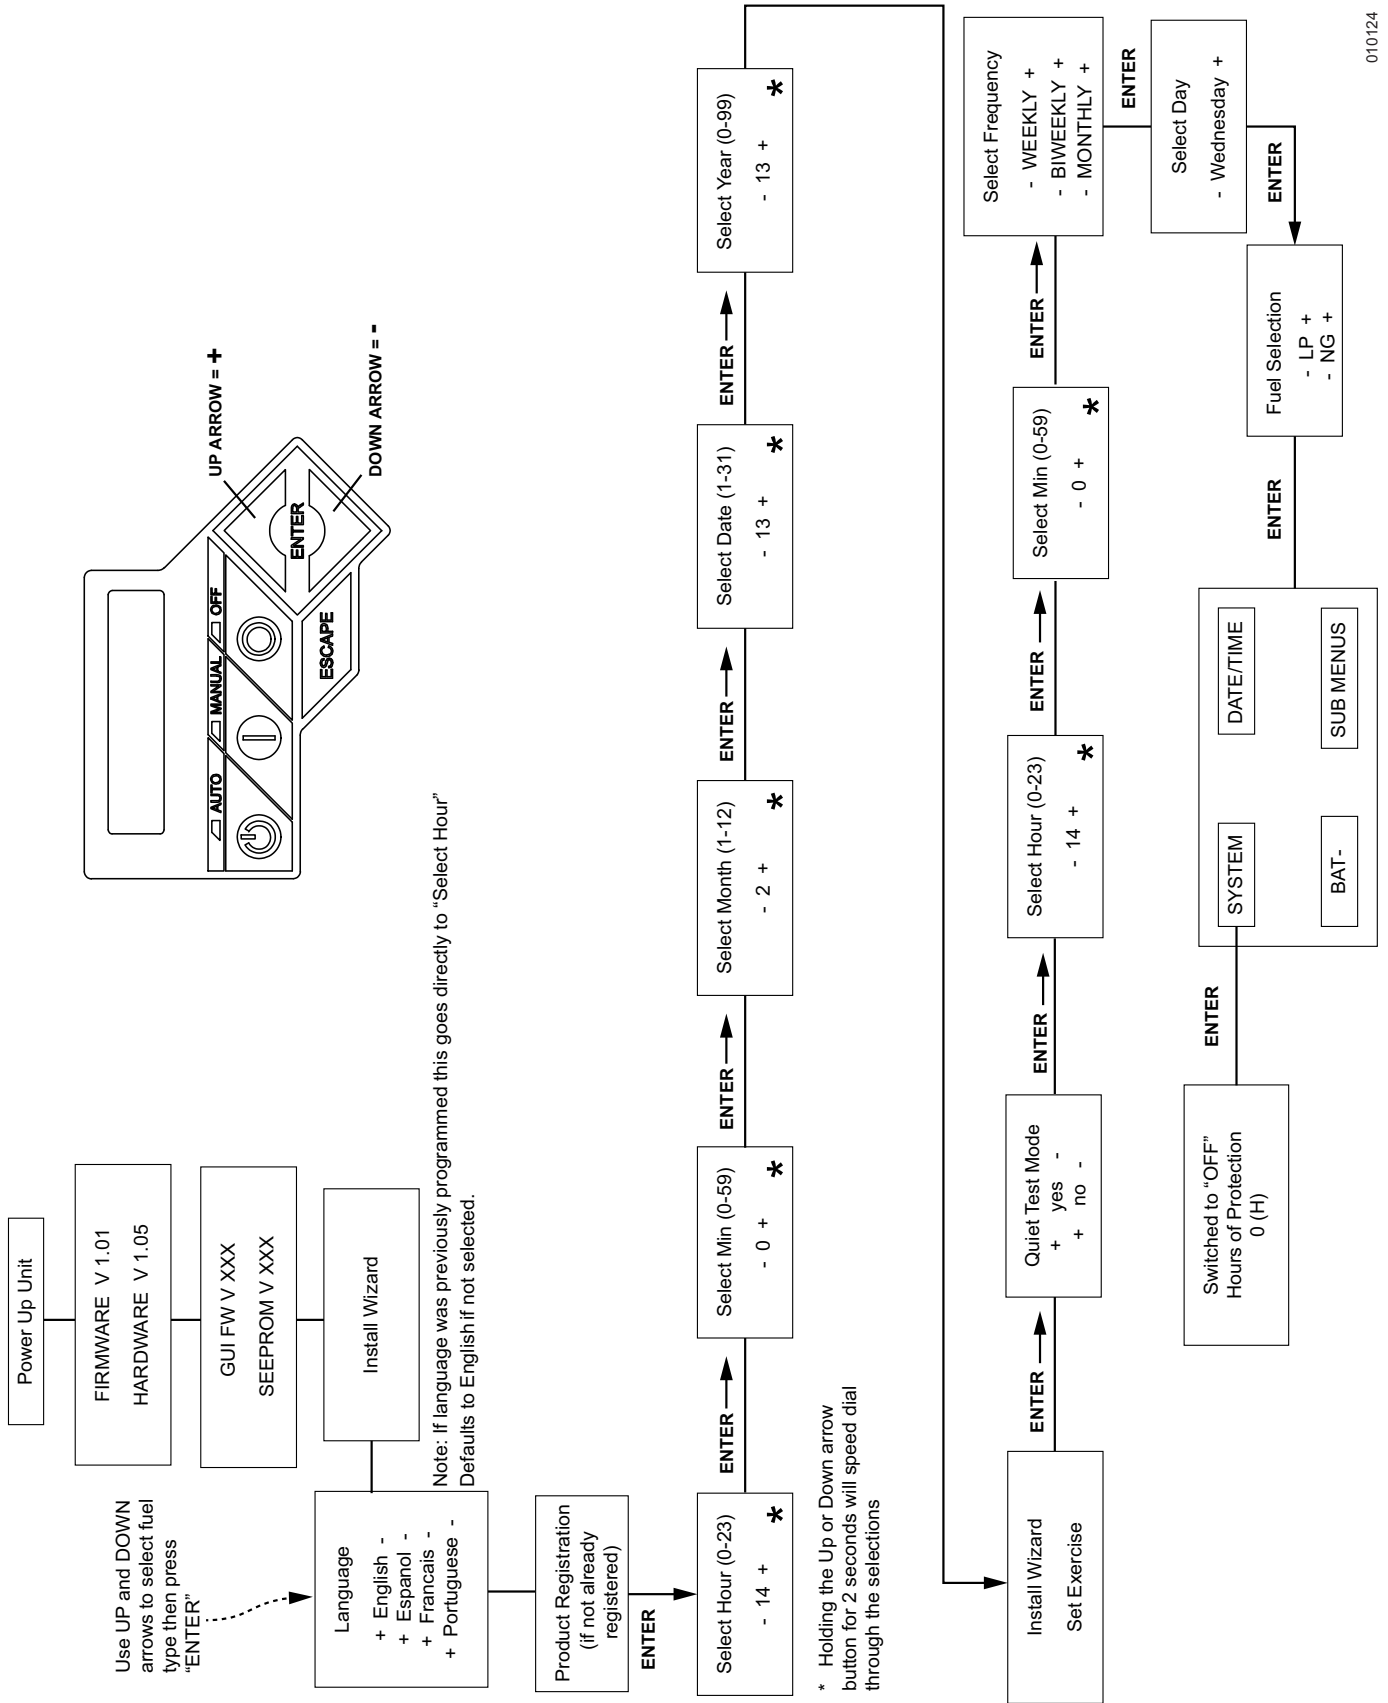 Power Up Unit
FIRMWARE V 1.01
HARDWARE V 1.05
GUI FW V XXX
SEEPROM V XXX
Install Wizard
Use UP and DOWN
arrows to select fuel
type then press
“ENTER”
Language
+ English -
+ Espanol -
+ Francais -
+ Portuguese -
Note: If language was previously programmed this goes directly to “Select Hour”
Defaults to English if not selected.
AUTO
MANUAL
OFF
ESCAPE
ENTER
UP ARROW = +
DOWN ARROW = -
Product Registration
(if not already
registered)
ENTER
Select Hour (0-23)
- 14 +
*
ENTER
Select Min (0-59)
- 0 +
*
ENTER
Select Month (1-12)
- 2 +
*
ENTER
Select Date (1-31)
- 13 +
*
ENTER
Select Year (0-99)
- 13 +
*
* Holding the Up or Down arrow
button for 2 seconds will speed dial
through the selections
Install Wizard
Set Exercise
ENTER
Quiet Test Mode
+ yes -
+ no -
ENTER
Select Hour (0-23)
- 14 +
*
ENTER
Select Min (0-59)
- 0 +
*
ENTER
Select Frequency
- WEEKLY +
- BIWEEKLY +
- MONTHLY +
ENTER
Select Day
- Wednesday +
ENTER
Fuel Selection
- LP +
- NG +
ENTER
SYSTEM
DATE/TIME
BAT-
SUB MENUS
ENTER
Switched to “OFF”
Hours of Protection
0 (H)
010124